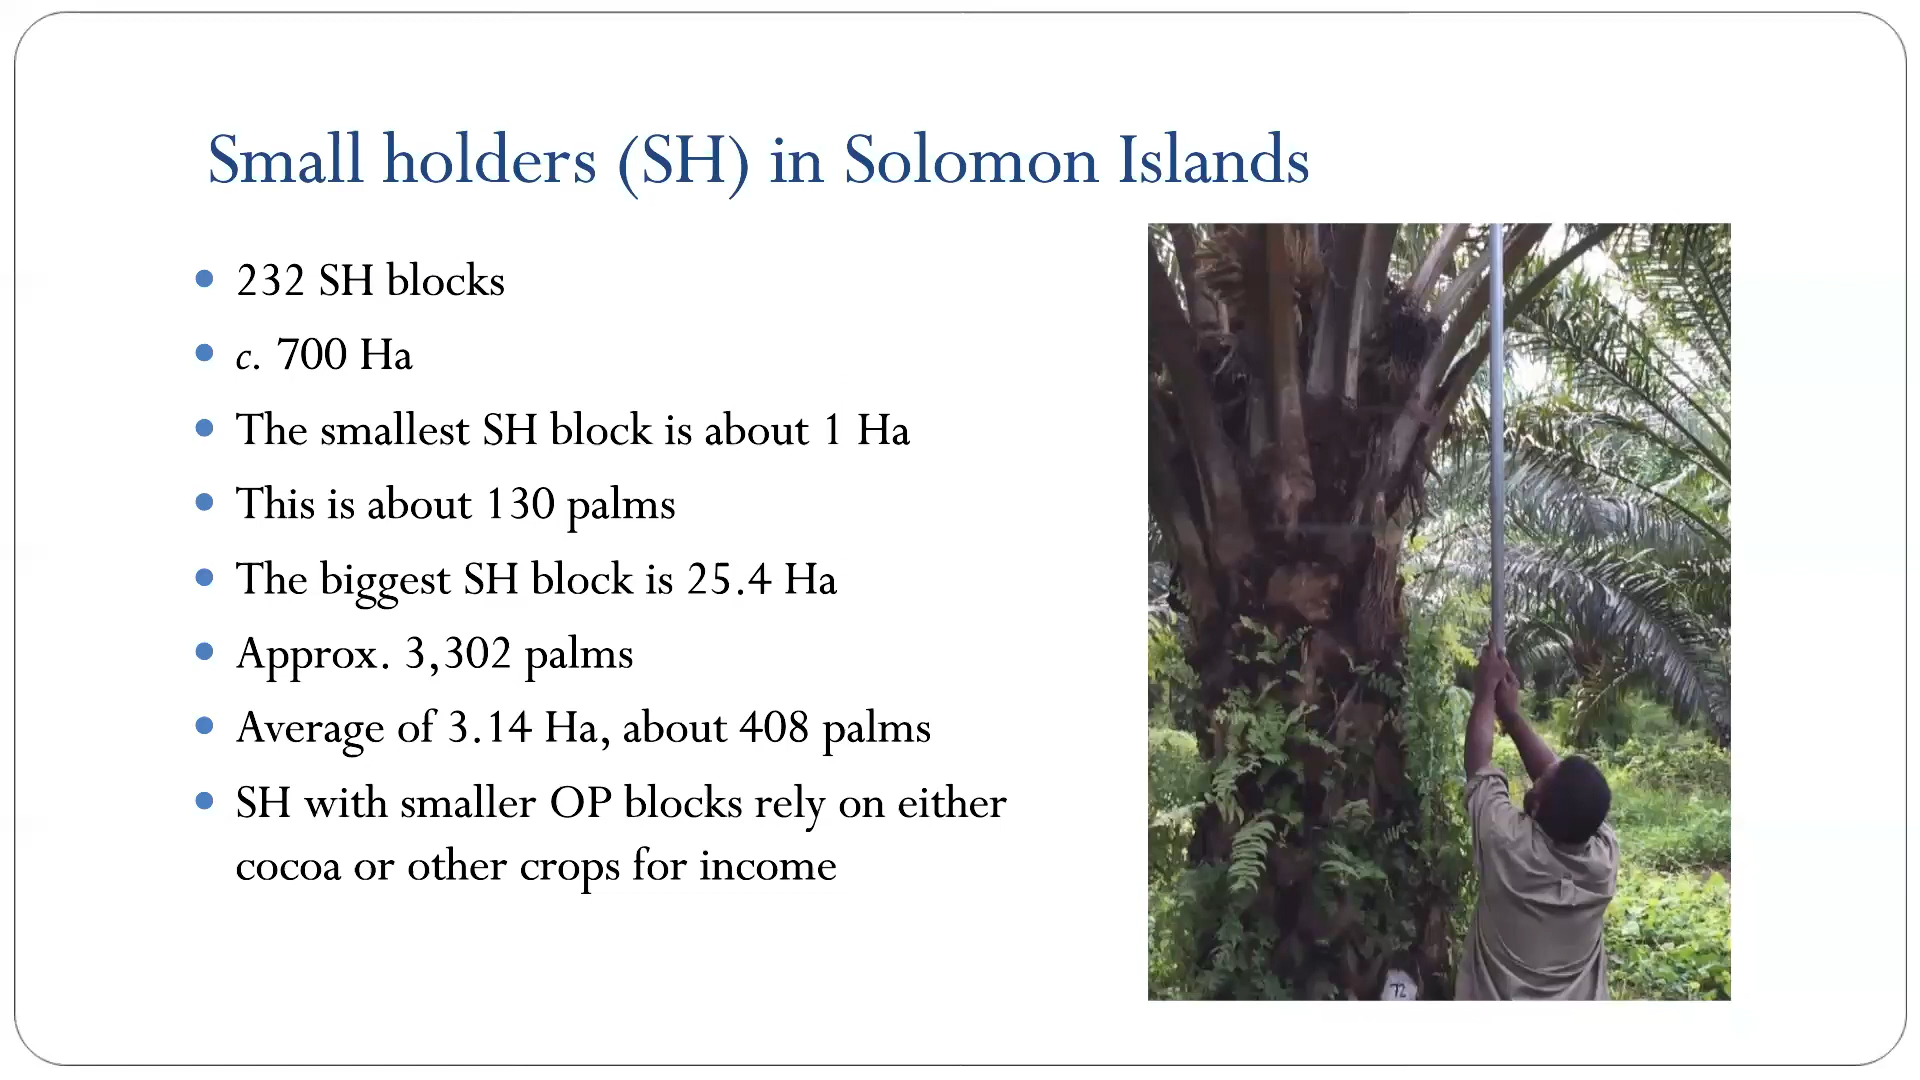 Small holders (SH) in Solomon Islands
• 232 SH blocks
• c. 700 Ha
• The smallest SH block is about 1 Ha
• This is about 130 palms
• The biggest SH block is 25.4 Ha
• Approx. 3,302 palms
• Average of 3.14 Ha, about 408 palms
• SH with smaller OP blocks rely on either
cocoa or other crops for income
72